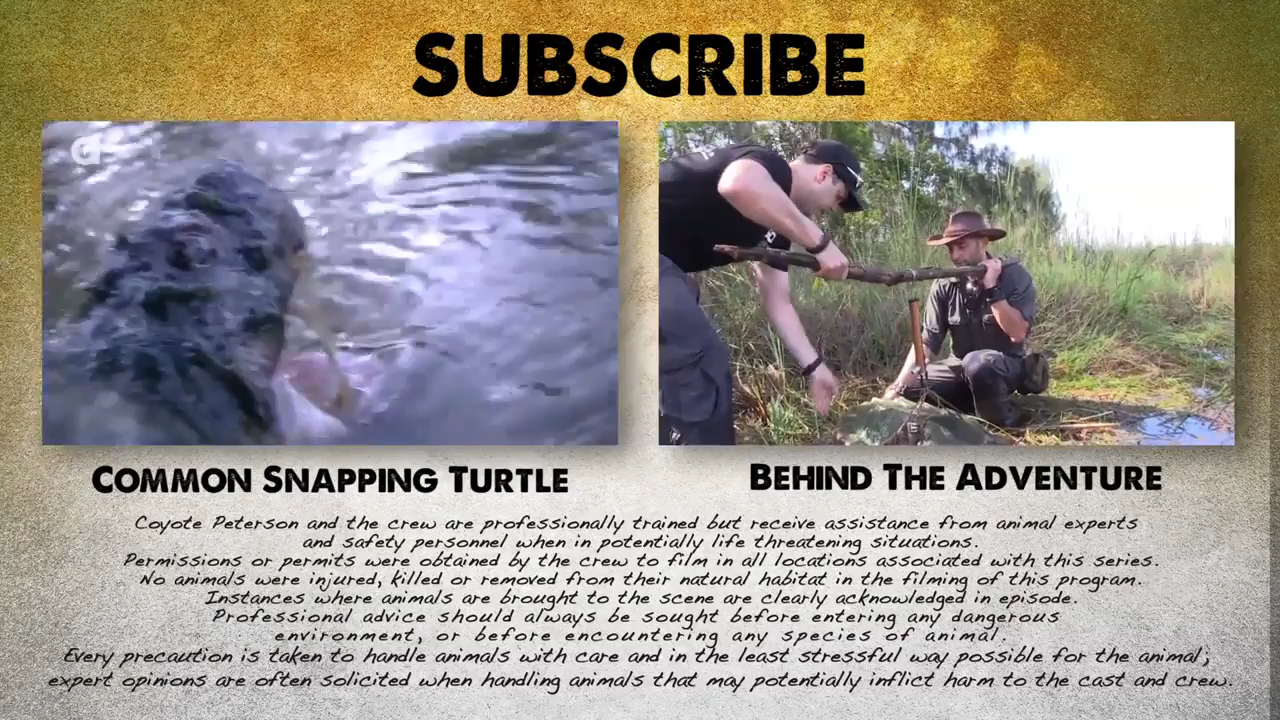 SUBSCRIBE
COMMON SNAPPING TURTLE
BEHIND THE ADVENTURE
Coyote Peterson and the crew are professionally trained but receive assistance from animal experts
and safety personnel when in potentially life threatening situations.
Permissions or permits were obtained by the crew to film in all locations associated with this series.
No animals were injured, killed or removed from their natural habitat in the filming of this program.
Instances where animals are brought to the scene are clearly acknowledged in episode.
Professional advice should always be sought before entering any dangerous
environment, or before encountering any species of animal.
Every precaution is taken to handle animals with care and in the least stressful way possible for the animal;
expert opinions are often solicited when handling animals that may potentially inflict harm to the cast and crew.